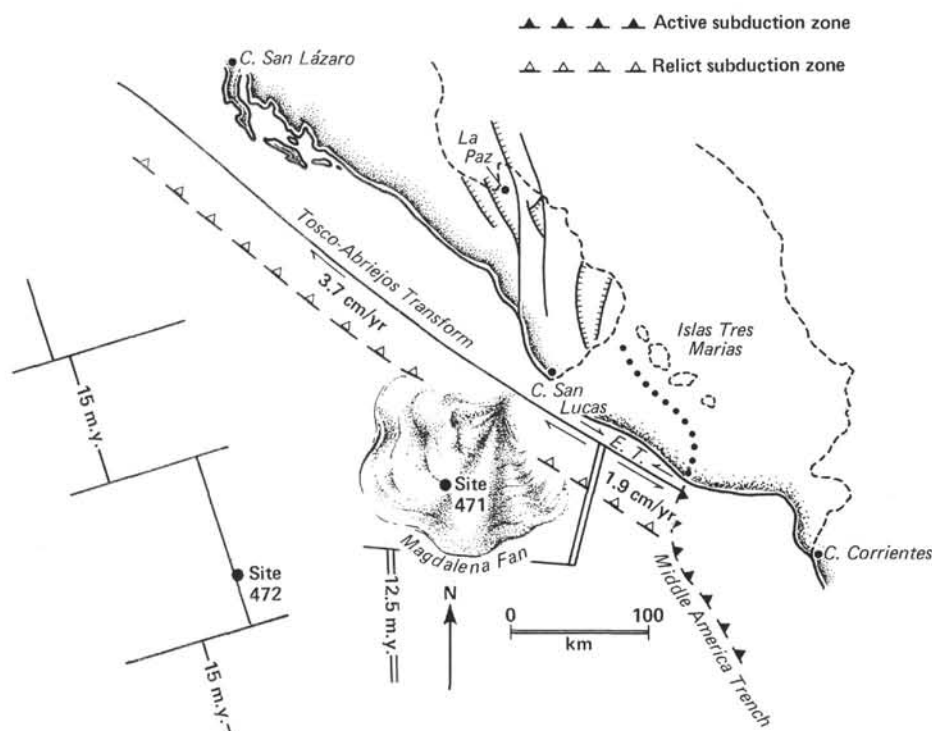 Active subduction zone
Relict subduction zone
C. San Lázaro
La
Paz
Tosco-Abriejos Transform
3.7 cm/yr
Islas Tres
Marias
15 m.y.
C. San
Lucas
E. T.
1.9 cm/yr
Site
471
Magdalena Fan
C. Corrientes
Site
472
12.5 m.y.
N
0 100
km
Middle America Trench
15 m.y.